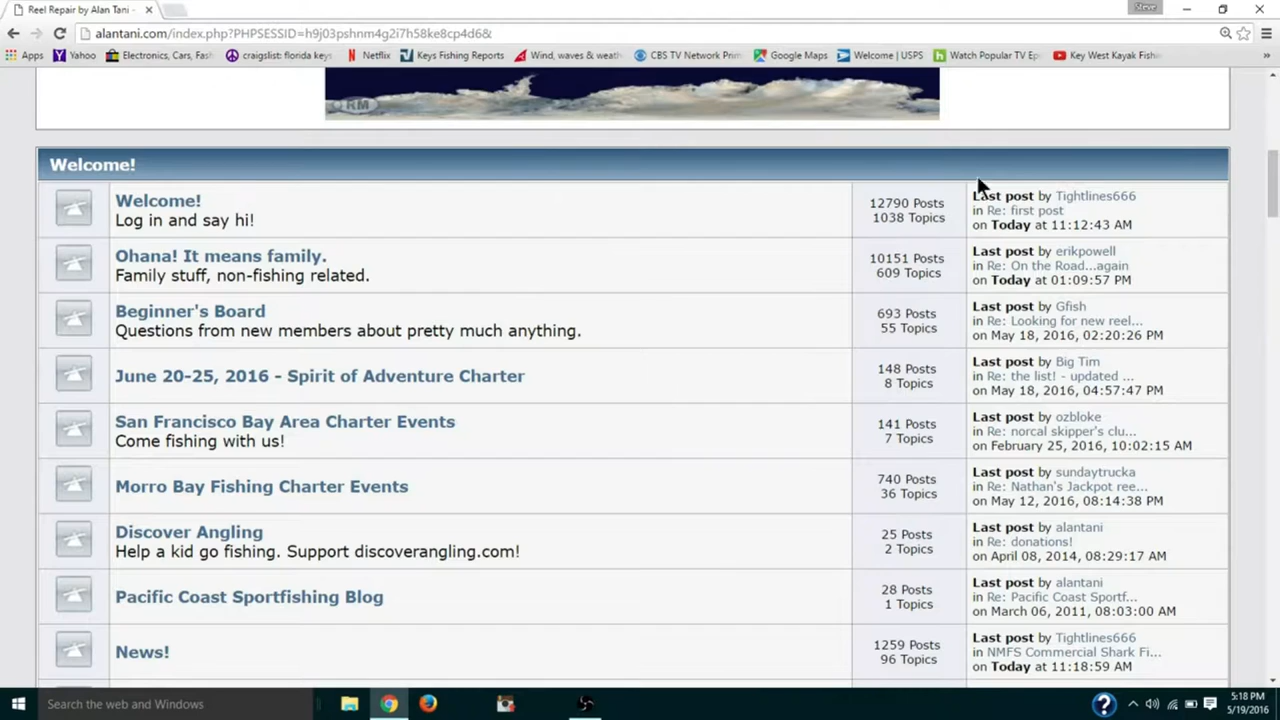 Reel Repair by Alan Tani -
Steve
alantani.com/index.php?PHPSESSID=h9j03pshnm4g2i7h58ke8cp4d6&
Apps Yahoo Electronics, Cars, Fash craigslist: florida keys Netflix Keys Fishing Reports Wind, waves & weath CBS TV Network Prim Google Maps Welcome | USPS Watch Popular TV Ep Key West Kayak Fishin »
RM
Welcome!
Welcome!
Log in and say hi!
12790 Posts
1038 Topics
Last post by Tightlines666
in Re: first post
on Today at 11:12:43 AM
Ohana! It means family.
Family stuff, non-fishing related.
10151 Posts
609 Topics
Last post by erikpowell
in Re: On the Road...again
on Today at 01:09:57 PM
Beginner's Board
Questions from new members about pretty much anything.
693 Posts
55 Topics
Last post by Gfish
in Re: Looking for new reel...
on May 18, 2016, 02:20:26 PM
June 20-25, 2016 - Spirit of Adventure Charter
148 Posts
8 Topics
Last post by Big Tim
in Re: the list! - updated ...
on May 18, 2016, 04:57:47 PM
San Francisco Bay Area Charter Events
Come fishing with us!
141 Posts
7 Topics
Last post by ozbloke
in Re: norcal skipper's clu...
on February 25, 2016, 10:02:15 AM
Morro Bay Fishing Charter Events
740 Posts
36 Topics
Last post by sundaytrucka
in Re: Nathan's Jackpot ree...
on May 12, 2016, 08:14:38 PM
Discover Angling
Help a kid go fishing. Support discoverangling.com!
25 Posts
2 Topics
Last post by alantani
in Re: donations!
on April 08, 2014, 08:29:17 AM
Pacific Coast Sportfishing Blog
28 Posts
1 Topics
Last post by alantani
in Re: Pacific Coast Sportf...
on March 06, 2011, 08:03:00 AM
News!
1259 Posts
96 Topics
Last post by Tightlines666
in NMFS Commercial Shark Fi...
on Today at 11:18:59 AM
Search the web and Windows
5:18 PM
5/19/2016